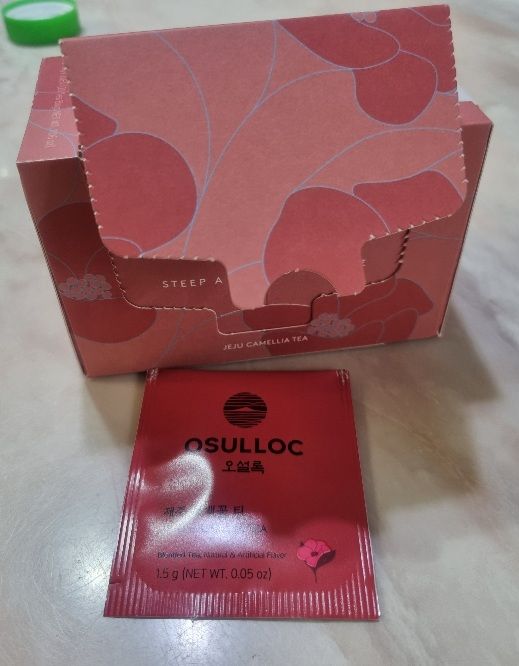 STEEP A
JEJU CAMELLIA TEA
OSULLOC
오설록
티
Blended Tea, Natural & Artificial Flavor
1.5 g (NET WT. 0.05 oz)